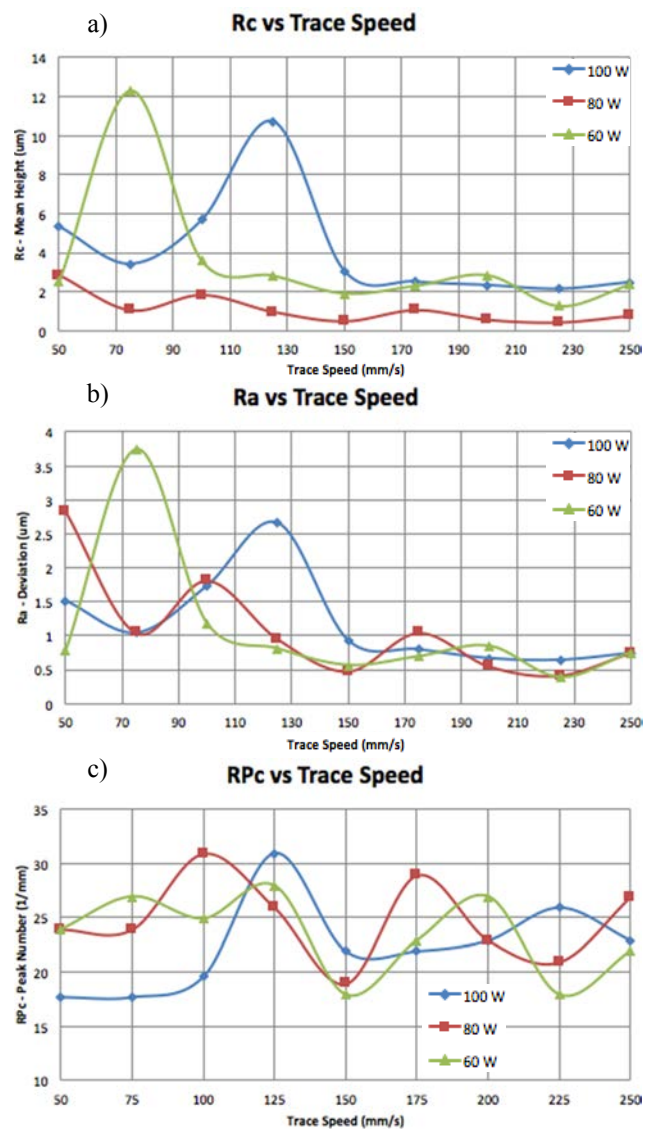 a)
Rc vs Trace Speed
Rc - Mean Height (um)
14
12
10
8
6
4
2
0
100 W
80 W
60 W
50 70 90 110 130 150 170 190 210 230 250
Trace Speed (mm/s)
b)
Ra vs Trace Speed
Ra - Deviation (um)
4
3.5
3
2.5
2
1.5
1
0.5
0
100 W
80 W
60 W
50 70 90 110 130 150 170 190 210 230 250
Trace Speed (mm/s)
c)
RPc vs Trace Speed
RPc - Peak Number (1/mm)
35
30
25
20
15
10
100 W
80 W
60 W
50 75 100 125 150 175 200 225 250
Trace Speed (mm/s)